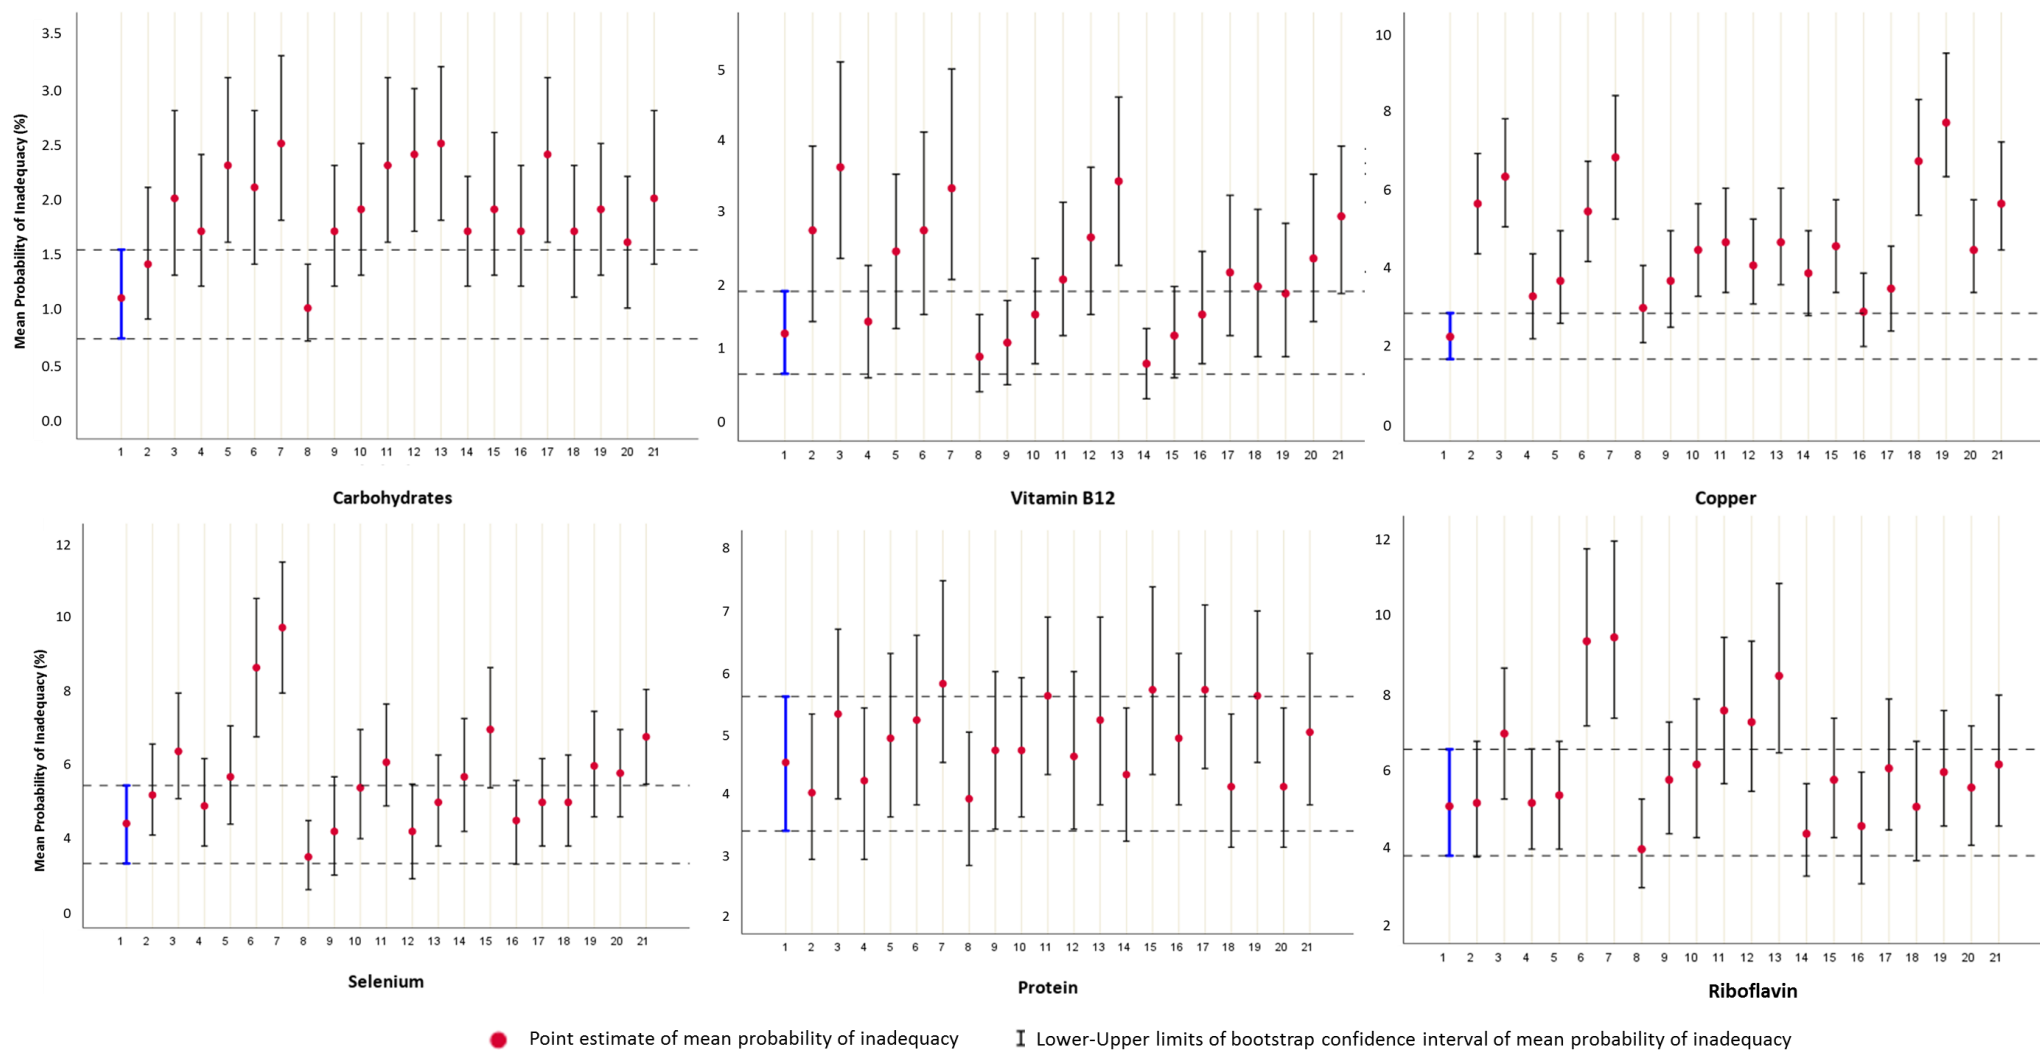 Mean Probability of Inadequacy (%)
3.5
3.0
2.5
2.0
1.5
1.0
0.5
0.0
1 2 3 4 5 6 7 8 9 10 11 12 13 14 15 16 17 18 19 20 21
Carbohydrates
5
4
3
2
1
0
1 2 3 4 5 6 7 8 9 10 11 12 13 14 15 16 17 18 19 20 21
Vitamin B12
10
8
6
4
2
0
1 2 3 4 5 6 7 8 9 10 11 12 13 14 15 16 17 18 19 20 21
Copper
Mean Probability of Inadequacy (%)
12
10
8
6
4
0
1 2 3 4 5 6 7 8 9 10 11 12 13 14 15 16 17 18 19 20 21
Selenium
8
7
6
5
4
3
2
1 2 3 4 5 6 7 8 9 10 11 12 13 14 15 16 17 18 19 20 21
Protein
12
10
8
6
4
2
1 2 3 4 5 6 7 8 9 10 11 12 13 14 15 16 17 18 19 20 21
Riboflavin
Point estimate of mean probability of inadequacy
Lower-Upper limits of bootstrap confidence interval of mean probability of inadequacy